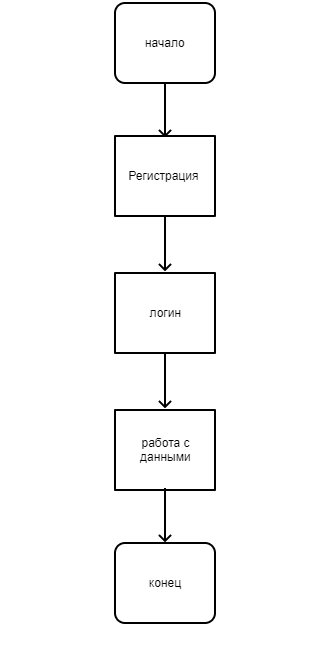 начало
Регистрация
логин
работа с
данными
конец